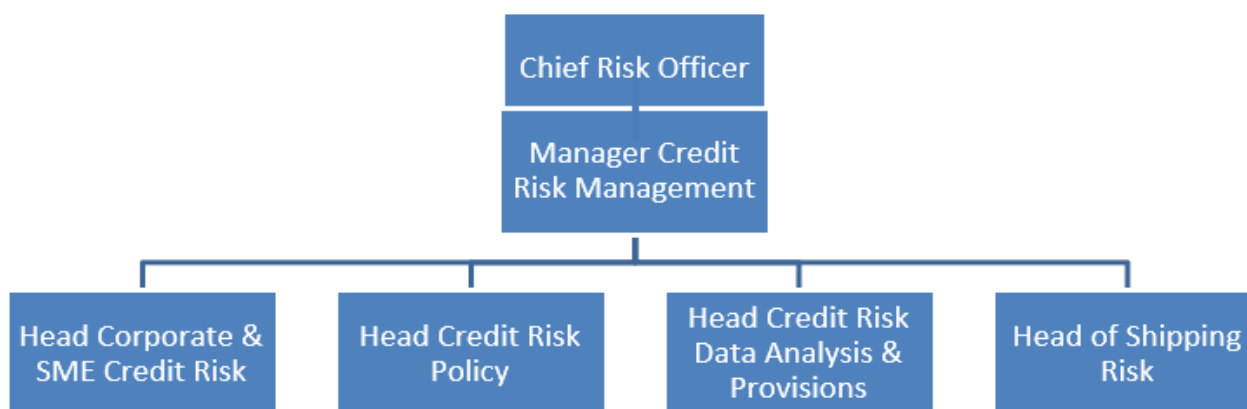 Chief Risk Officer
Manager Credit
Risk Management
Head Corporate &
SME Credit Risk
Head Credit Risk
Policy
Head Credit Risk
Data Analysis &
Provisions
Head of Shipping
Risk